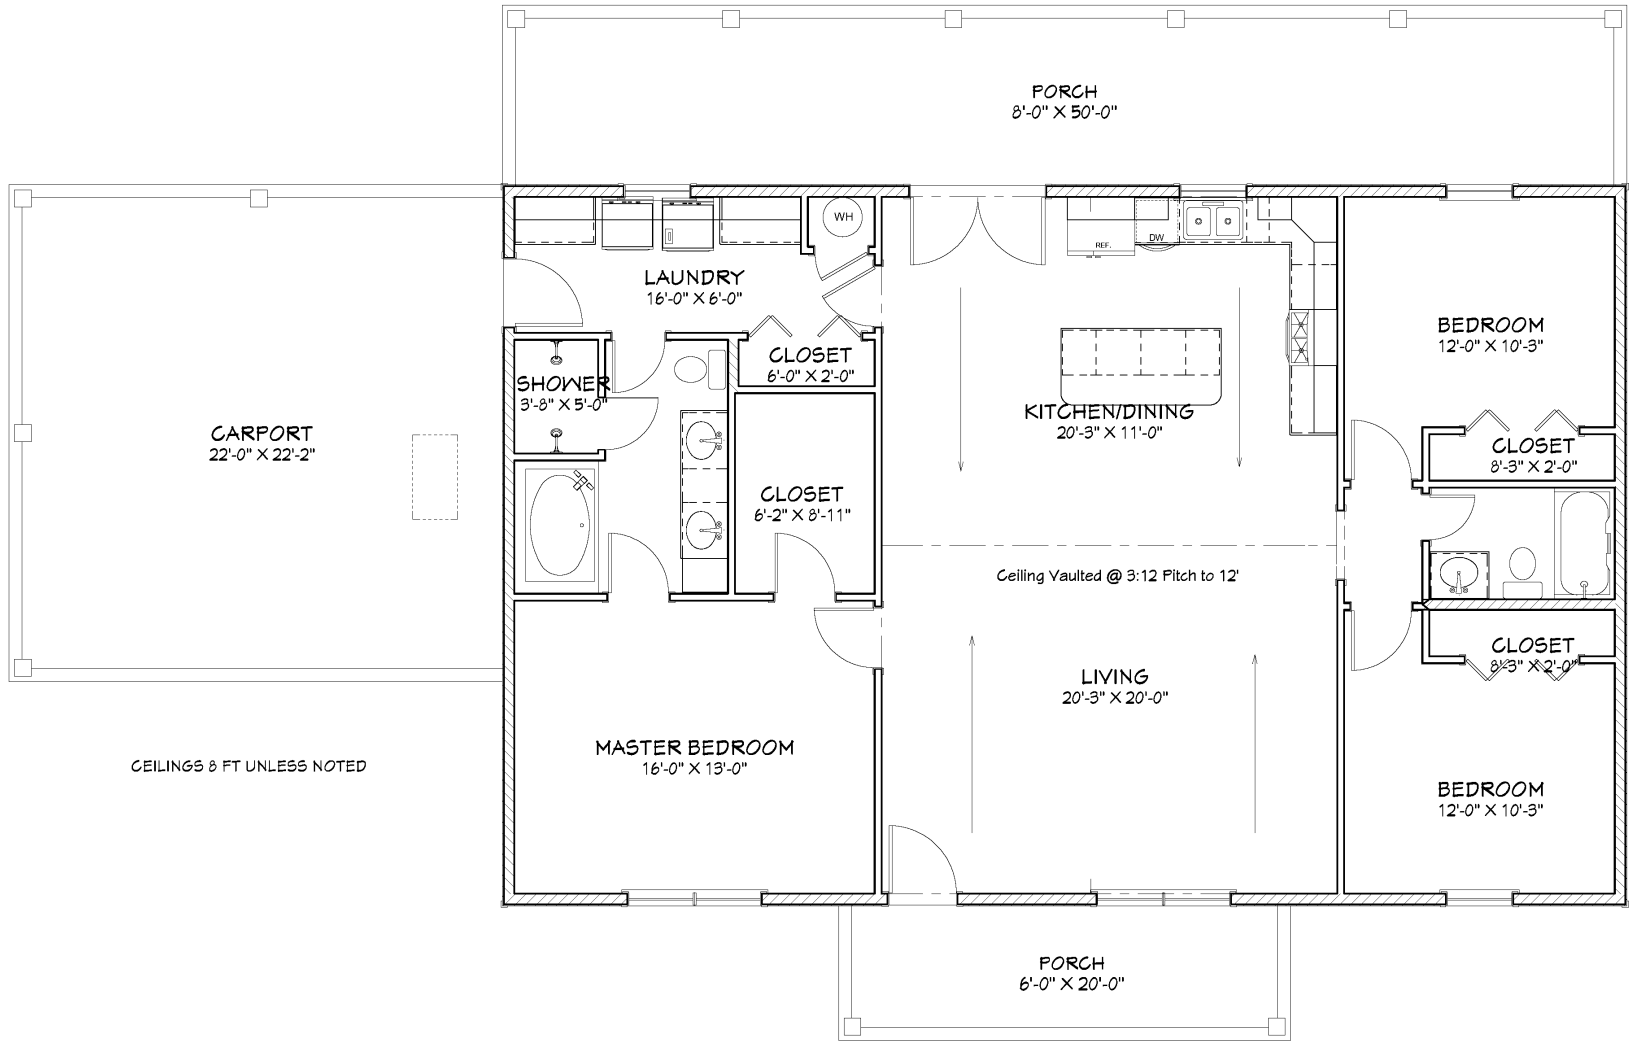 PORCH
8'-0" X 50'-0"
WH
REF.
DW
LAUNDRY
16'-0" X 6'-0"
BEDROOM
12'-0" X 10'-3"
CLOSET
6'-0" X 2'-0"
SHOWER
3'-8" X 5'-0"
KITCHEN/DINING
20'-3" X 11'-0"
CARPORT
22'-0" X 22'-2"
CLOSET
8'-3" X 2'-0"
CLOSET
6'-2" X 8'-11"
Ceiling Vaulted @ 3:12 Pitch to 12'
CLOSET
8'-3" X 2'-0"
LIVING
20'-3" X 20'-0"
MASTER BEDROOM
16'-0" X 13'-0"
CEILINGS 8 FT UNLESS NOTED
BEDROOM
12'-0" X 10'-3"
PORCH
6'-0" X 20'-0"